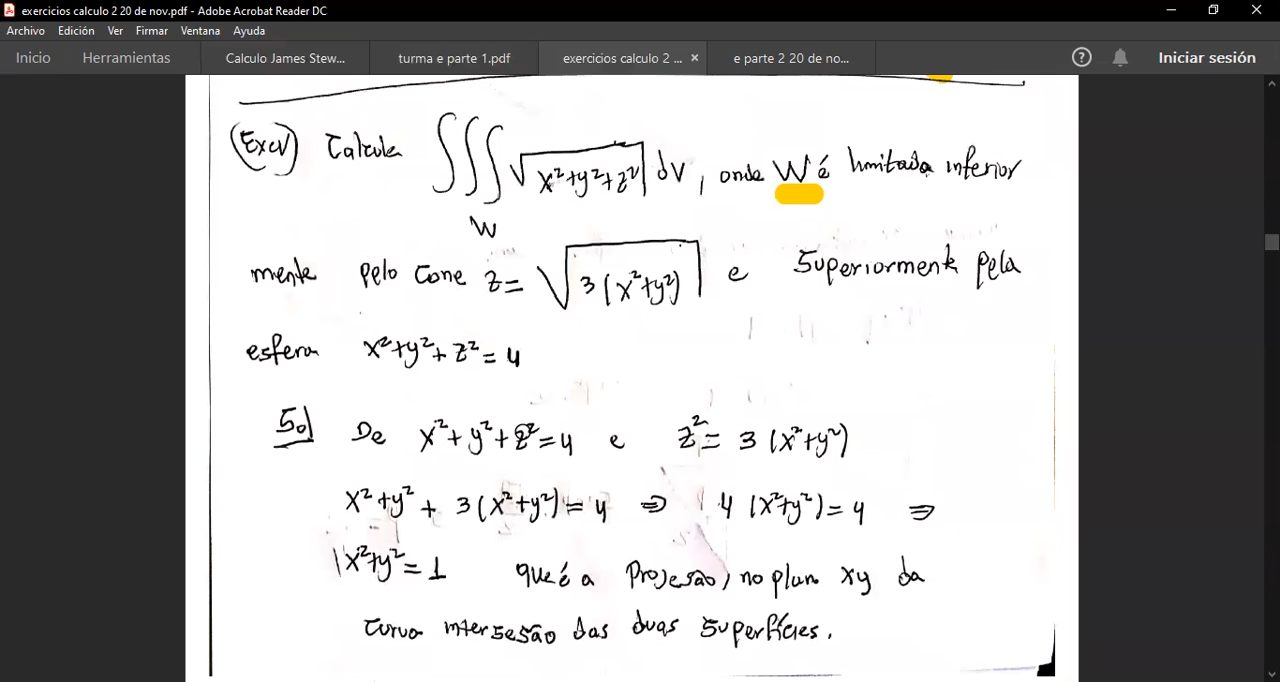 exercicios calculo 2 20 de nov.pdf - Adobe Acrobat Reader DC
Archivo Edición Ver Firmar Ventana Ayuda
Inicio Herramientas Calculo James Stew... turma e parte 1.pdf exercicios calculo 2 ... × e parte 2 20 de no... Iniciar sesión
(Exer) Calcula ∫∫∫_W √(x²+y²+z²) dV, onde W é limitada inferior
mente pelo Cone z = √(3(x²+y²)) e Superiormente pela
esfera x²+y²+z² = 4
Sol De x²+y²+z²=4 e z² = 3(x²+y²)
x²+y² + 3(x²+y²) = 4 ⇒ 4(x²+y²) = 4 ⇒
x²+y² = 1 que é a Projesão, no plano xy da
curva intersesão das duas superfícies.